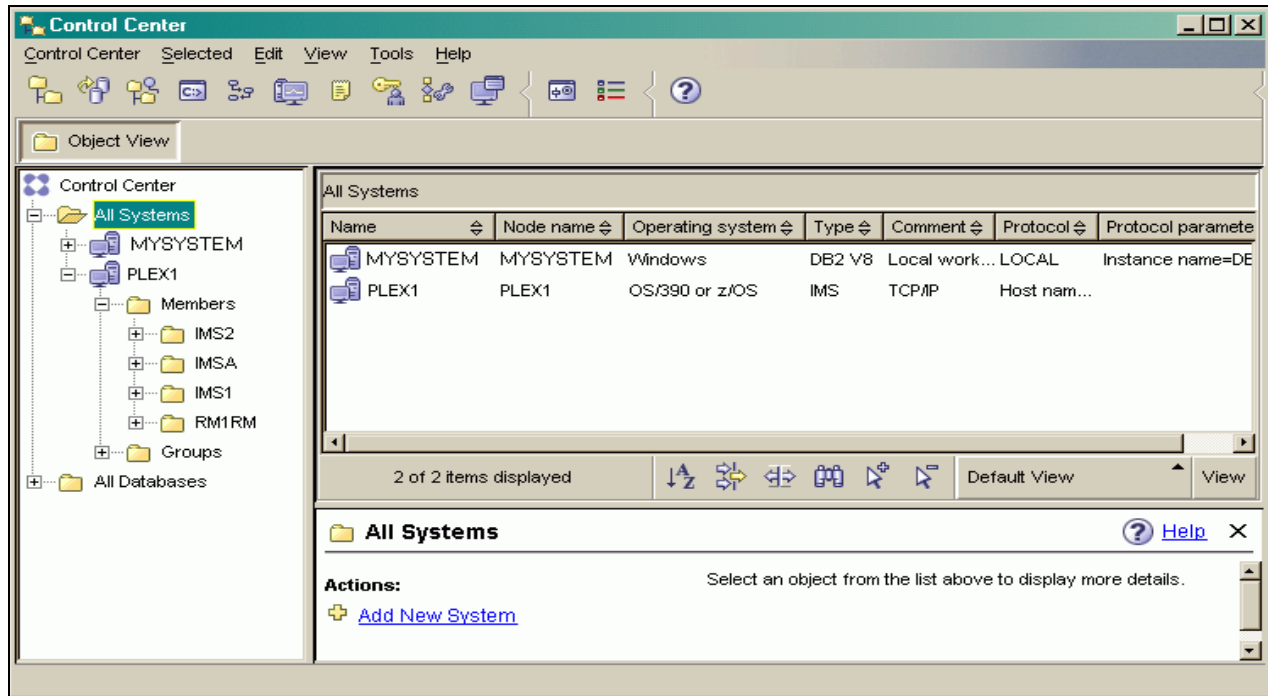 Control Center
Control Center Selected Edit View Tools Help
Object View
Control Center
All Systems
MYSYSTEM
PLEX1
Members
IMS2
IMSA
IMS1
RM1RM
Groups
All Databases
All Systems
Name Node name Operating system Type Comment Protocol Protocol paramete
MYSYSTEM MYSYSTEM Windows DB2 V8 Local work... LOCAL Instance name=DE
PLEX1 PLEX1 OS/390 or z/OS IMS TCP/IP Host nam...
2 of 2 items displayed Default View View
All Systems Help
Actions: Select an object from the list above to display more details.
Add New System